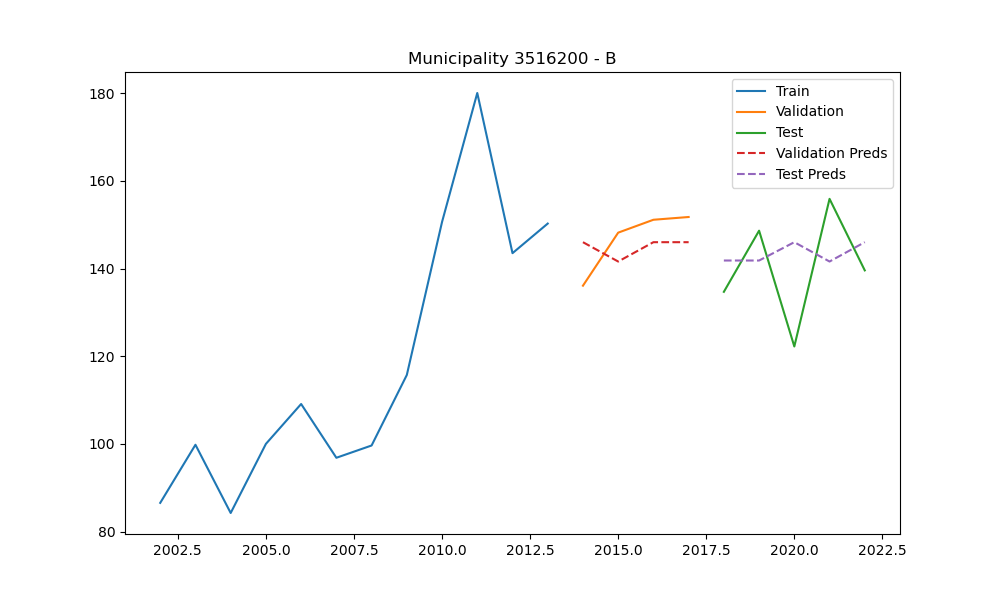 Municipality 3516200 - B
180
160
140
120
100
80
2002.5
2005.0
2007.5
2010.0
2012.5
2015.0
2017.5
2020.0
2022.5
Train
Validation
Test
Validation Preds
Test Preds